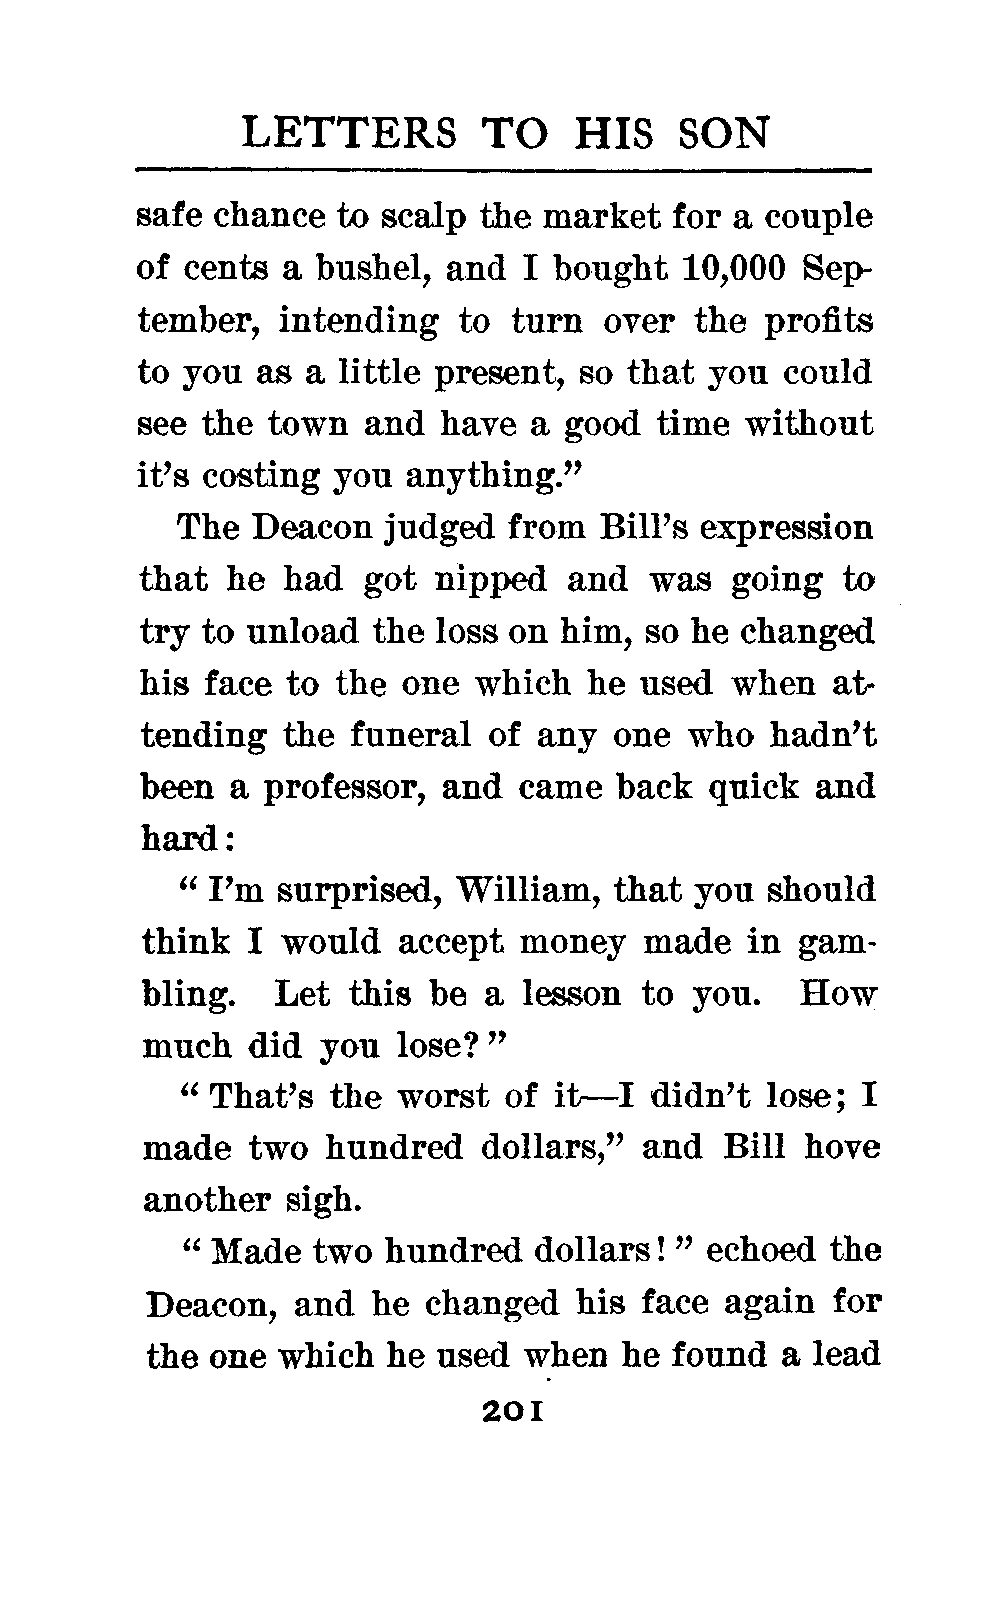 LETTERS TO HIS SON
safe chance to scalp the market for a couple
of cents a bushel, and I bought 10,000 Sep-
tember, intending to turn over the profits
to you as a little present, so that you could
see the town and have a good time without
it's costing you anything.”
The Deacon judged from Bill's expression
that he had got nipped and was going to
try to unload the loss on him, so he changed
his face to the one which he used when at-
tending the funeral of any one who hadn't
been a professor, and came back quick and
hard:
“ I'm surprised, William, that you should
think I would accept money made in gam-
bling. Let this be a lesson to you. How
much did you lose? ”
“ That's the worst of it—I didn't lose; I
made two hundred dollars,” and Bill hove
another sigh.
“ Made two hundred dollars! ” echoed the
Deacon, and he changed his face again for
the one which he used when he found a lead
201